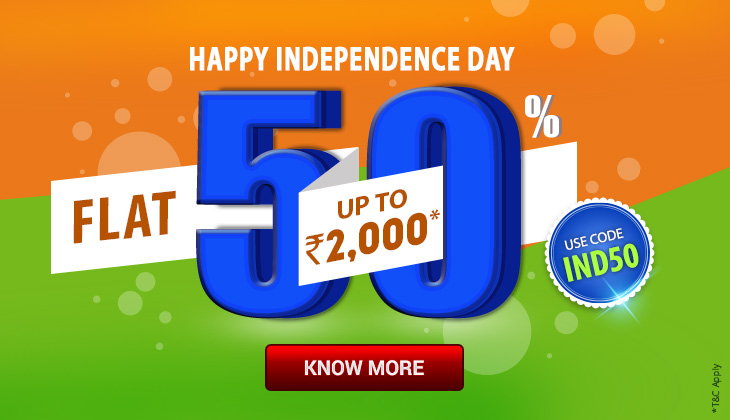 HAPPY INDEPENDENCE DAY
FLAT
50%
UP TO
₹2,000*
USE CODE
IND50
KNOW MORE
*T&C Apply